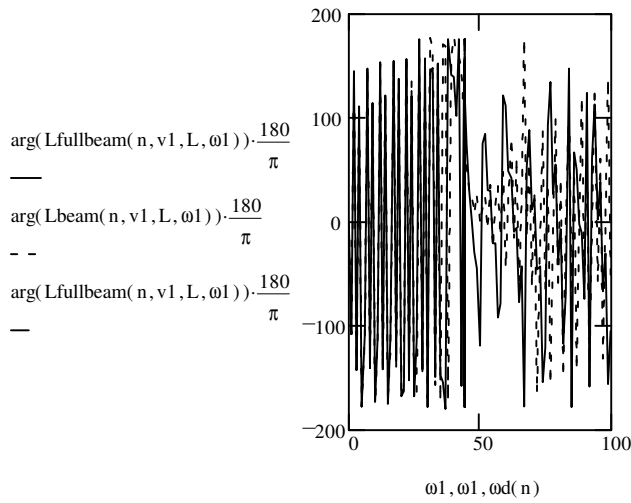 arg(Lfullbeam(n,v1,L,ω1))·180/π
arg(Lbeam(n,v1,L,ω1))·180/π
arg(Lfullbeam(n,v1,L,ω1))·180/π
200
100
0
−100
−200
0 50 100
ω1,ω1,ωd(n)